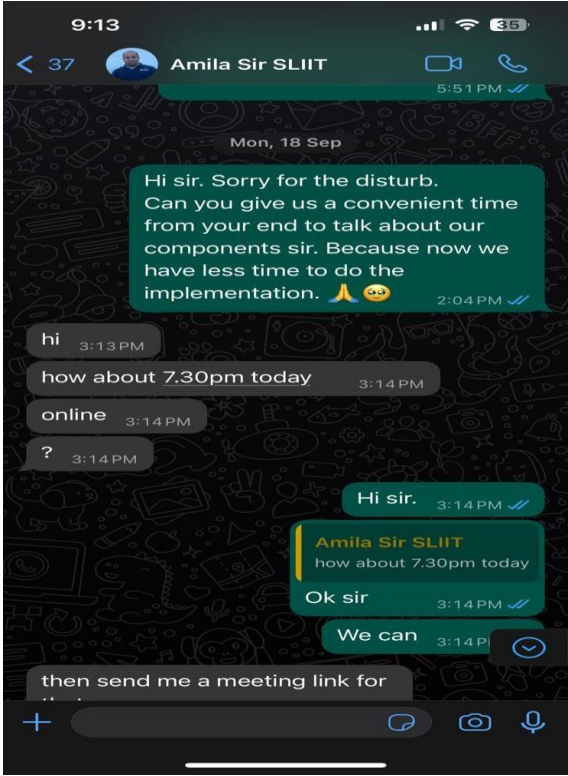 9:13
35
37
Amila Sir SLIIT
5:51 PM
Mon, 18 Sep
Hi sir. Sorry for the disturb.
Can you give us a convenient time
from your end to talk about our
components sir. Because now we
have less time to do the
implementation. 🙏🥺
2:04 PM
hi 3:13 PM
how about 7.30pm today 3:14 PM
online 3:14 PM
? 3:14 PM
Hi sir. 3:14 PM
Amila Sir SLIIT
how about 7.30pm today
Ok sir 3:14 PM
We can 3:14 P
then send me a meeting link for